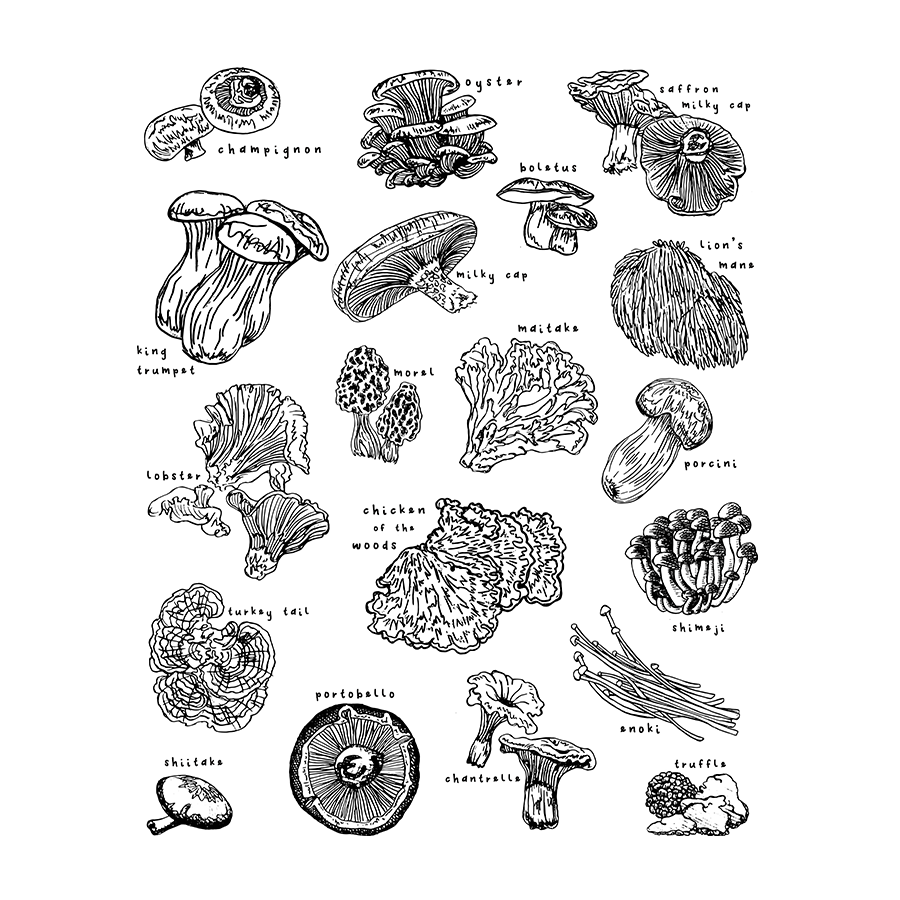 champignon
oyster
saffron
milky cap
boletus
king
trumpet
milky cap
lion's
mane
maitake
morel
lobster
porcini
chicken
of the
woods
shimeji
turkey tail
portobello
enoki
shiitake
chantrelle
truffle